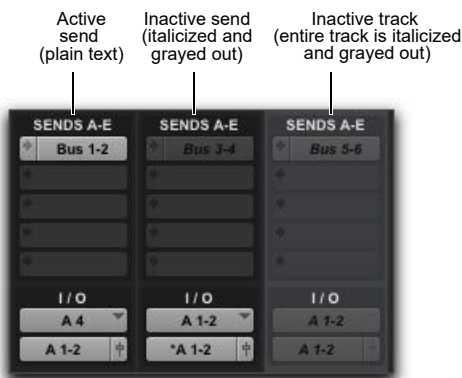 Active
send
(plain text)
Inactive send
(italicized and
grayed out)
Inactive track
(entire track is italicized
and grayed out)
SENDS A-E
SENDS A-E
SENDS A-E
Bus 1-2
Bus 3-4
Bus 5-6
I / O
I / O
I / O
A 4
A 1-2
A 1-2
A 1-2
*A 1-2
A 1-2